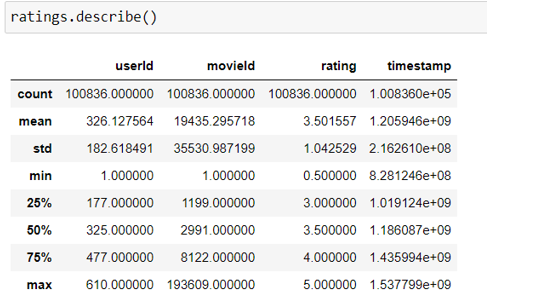 ratings.describe()
userId movieId rating timestamp
count 100836.000000 100836.000000 100836.000000 1.008360e+05
mean 326.127564 19435.295718 3.501557 1.205946e+09
std 182.618491 35530.987199 1.042529 2.162610e+08
min 1.000000 1.000000 0.500000 8.281246e+08
25% 177.000000 1199.000000 3.000000 1.019124e+09
50% 325.000000 2991.000000 3.500000 1.186087e+09
75% 477.000000 8122.000000 4.000000 1.435994e+09
max 610.000000 193609.000000 5.000000 1.537799e+09